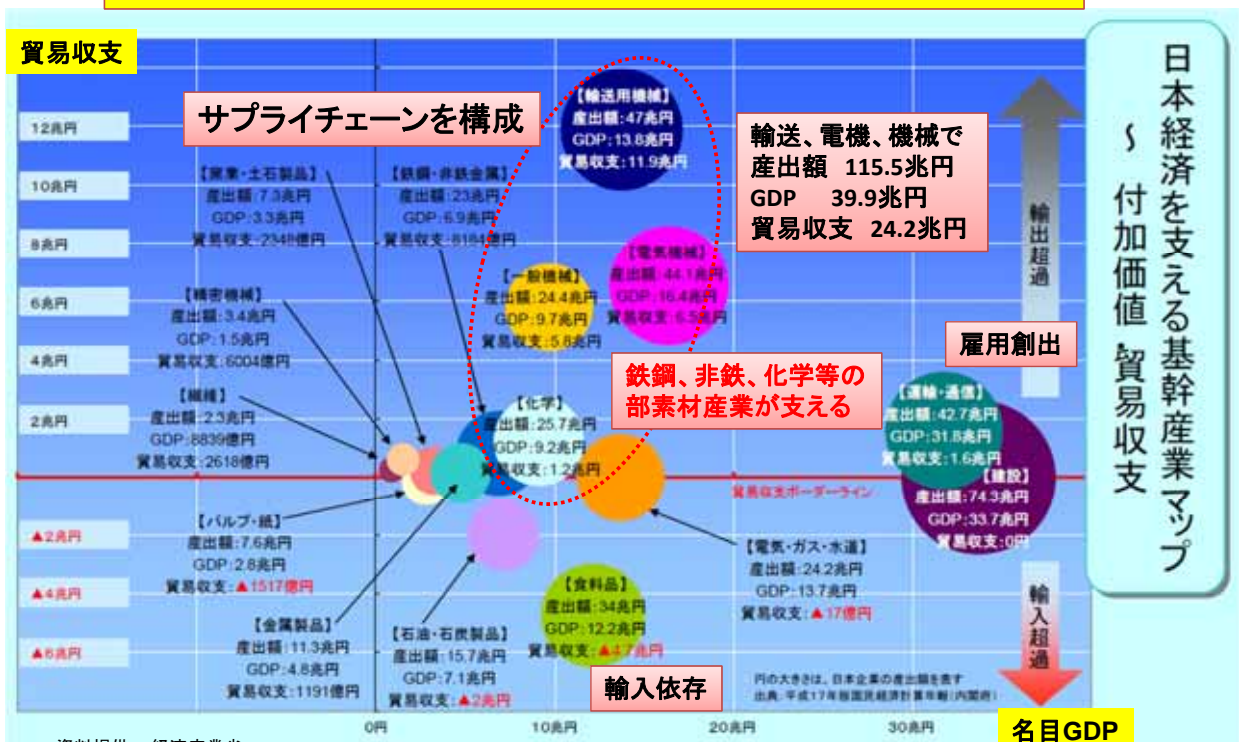 貿易収支
日本経済を支える基幹産業マップ
~ 付加価値、貿易収支
サプライチェーンを構成
輸送、電機、機械で
産出額 115.5兆円
GDP 39.9兆円
貿易収支 24.2兆円
【輸送用機械】
産出額:47兆円
GDP:13.8兆円
貿易収支:11.9兆円
【窯業・土石製品】
産出額:7.3兆円
GDP:3.3兆円
貿易収支:2348億円
【鉄鋼・非鉄金属】
産出額:23兆円
GDP:6.9兆円
貿易収支:8184億円
【電気機械】
産出額:44.1兆円
GDP:16.4兆円
貿易収支:6.5兆円
【一般機械】
産出額:24.4兆円
GDP:9.7兆円
貿易収支:5.8兆円
【精密機械】
産出額:3.4兆円
GDP:1.5兆円
貿易収支:6004億円
輸出超過
雇用創出
鉄鋼、非鉄、化学等の
部素材産業が支える
【繊維】
産出額:2.3兆円
GDP:8839億円
貿易収支:2618億円
【化学】
産出額:25.7兆円
GDP:9.2兆円
貿易収支:1.2兆円
【運輸・通信】
産出額:42.7兆円
GDP:31.8兆円
貿易収支:1.6兆円
【建設】
産出額:74.3兆円
GDP:33.7兆円
貿易収支:0円
貿易収支ボーダーライン
【パルプ・紙】
産出額:7.6兆円
GDP:2.8兆円
貿易収支:▲1517億円
【電気・ガス・水道】
産出額:24.2兆円
GDP:13.7兆円
貿易収支:▲17億円
【金属製品】
産出額:11.3兆円
GDP:4.8兆円
貿易収支:1191億円
【石油・石炭製品】
産出額:15.7兆円
GDP:7.1兆円
貿易収支:▲2兆円
【食料品】
産出額:34兆円
GDP:12.2兆円
貿易収支:▲4.7兆円
輸入超過
輸入依存
円の大きさは、日本企業の産出額を表す
出典:平成17年版国民経済計算年報(内閣府)
12兆円
10兆円
8兆円
6兆円
4兆円
2兆円
▲2兆円
▲4兆円
▲6兆円
0円
10兆円
20兆円
30兆円
名目GDP